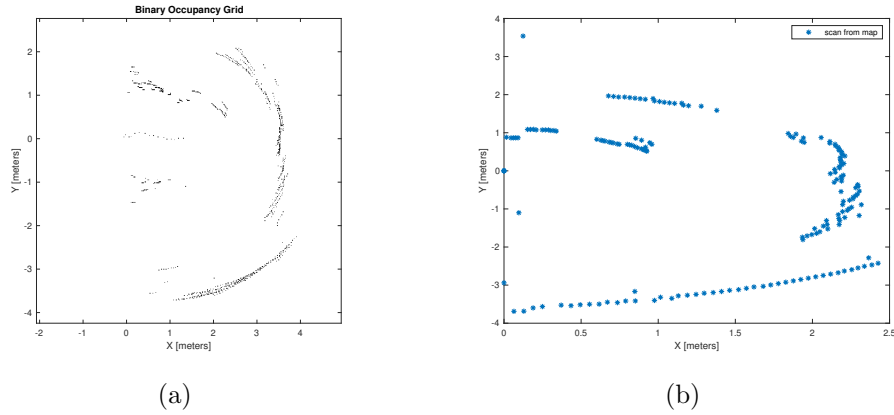 Binary Occupancy Grid
2
1
0
-1
-2
-3
-4
Y [meters]
-2 -1 0 1 2 3 4
X [meters]
(a)
scan from map
4
3
2
1
0
-1
-2
-3
-4
Y [meters]
0 0.5 1 1.5 2 2.5
X [meters]
(b)